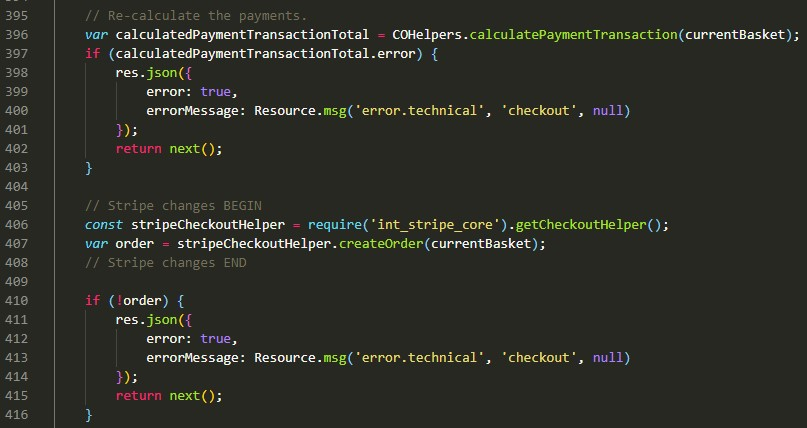 395 // Re-calculate the payments.
396 var calculatedPaymentTransactionTotal = COHelpers.calculatePaymentTransaction(currentBasket);
397 if (calculatedPaymentTransactionTotal.error) {
398 res.json({
399 error: true,
400 errorMessage: Resource.msg('error.technical', 'checkout', null)
401 });
402 return next();
403 }
404
405 // Stripe changes BEGIN
406 const stripeCheckoutHelper = require('int_stripe_core').getCheckoutHelper();
407 var order = stripeCheckoutHelper.createOrder(currentBasket);
408 // Stripe changes END
409
410 if (!order) {
411 res.json({
412 error: true,
413 errorMessage: Resource.msg('error.technical', 'checkout', null)
414 });
415 return next();
416 }